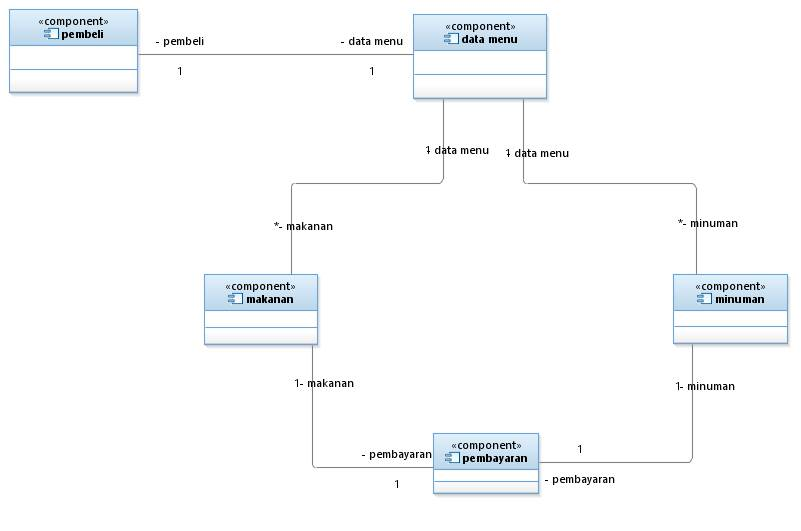 «component»
pembeli
- pembeli
- data menu
1
1
«component»
data menu
1 data menu
1 data menu
*- makanan
*- minuman
«component»
makanan
«component»
minuman
1- makanan
1- minuman
«component»
pembayaran
- pembayaran
1
1
- pembayaran